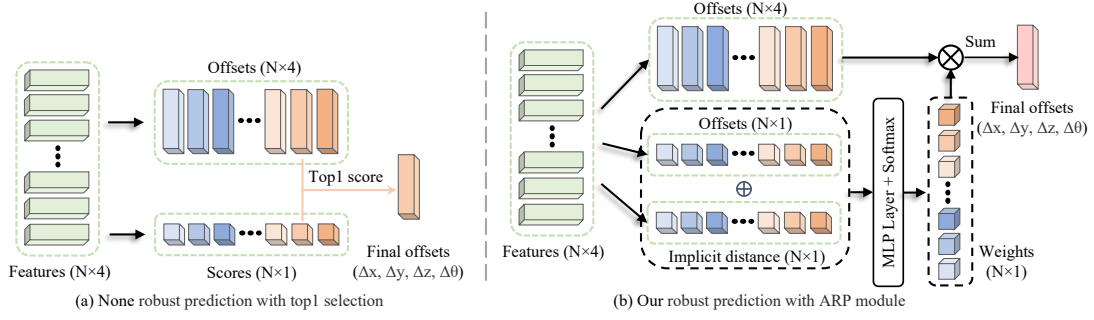 Offsets (N×4)
Top1 score
Features (N×4)
Scores (N×1)
Final offsets
(Δx, Δy, Δz, Δθ)
(a) None robust prediction with top1 selection
Offsets (N×4)
Sum
Offsets (N×1)
Final offsets
(Δx, Δy, Δz, Δθ)
MLP Layer + Softmax
Features (N×4)
Implicit distance (N×1)
Weights
(N×1)
(b) Our robust prediction with ARP module